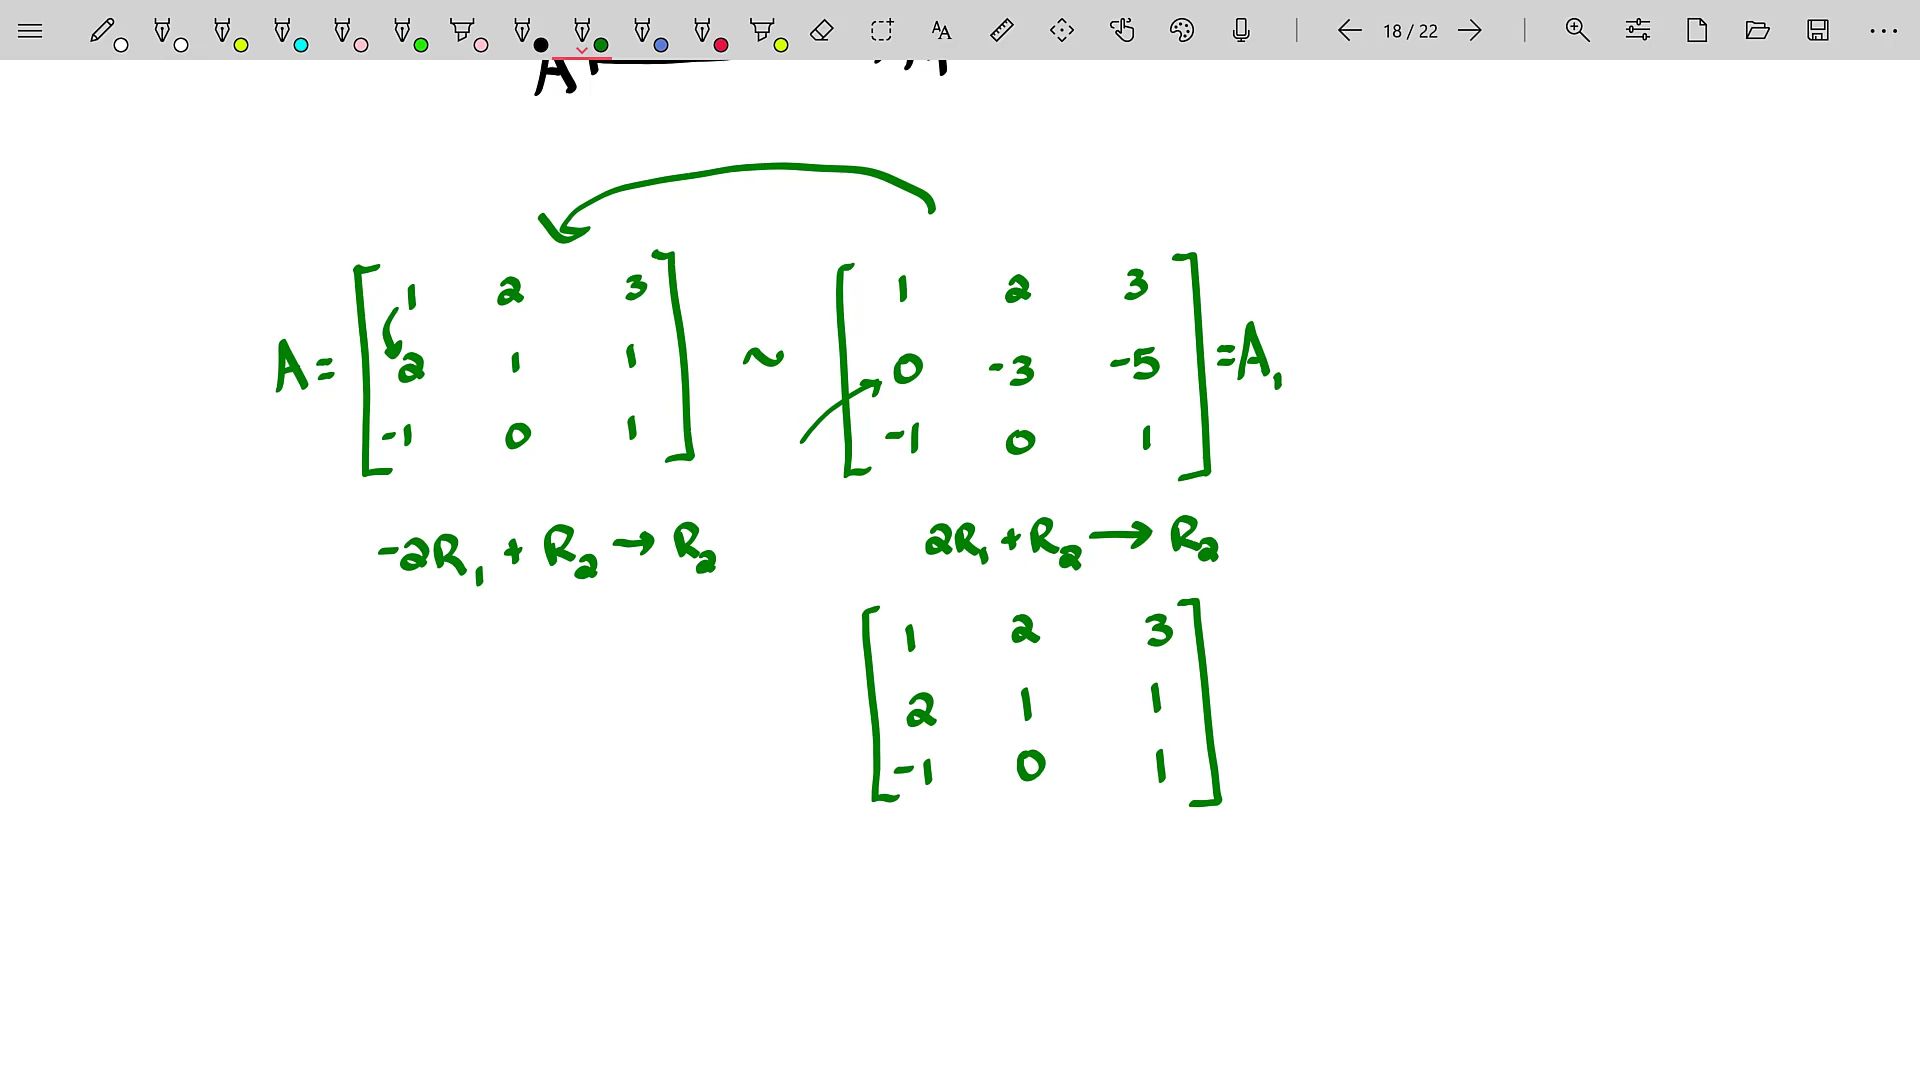 18 / 22
A
A = [ 1 2 3 ] ~ [ 1 2 3 ] = A₁
[ 2 1 1 ] [ 0 -3 -5 ]
[ -1 0 1 ] [ -1 0 1 ]
-2R₁ + R₂ → R₂ 2R₁ + R₂ → R₂
[ 1 2 3 ]
[ 2 1 1 ]
[ -1 0 1 ]